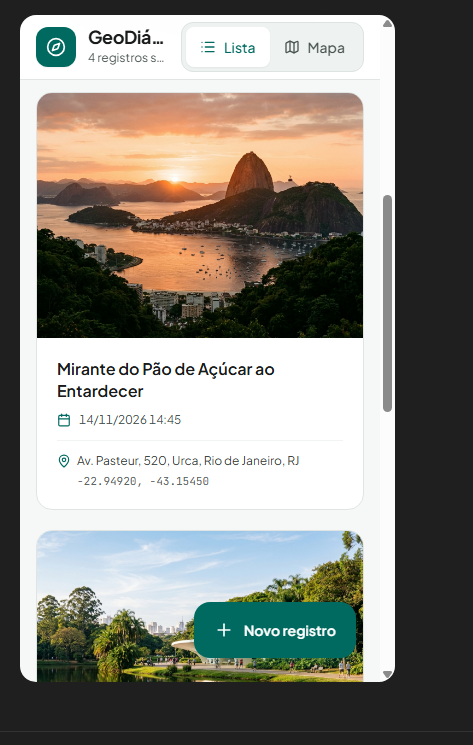 GeoDiá...
4 registros s...
Lista
Mapa
Mirante do Pão de Açúcar ao
Entardecer
14/11/2026 14:45
Av. Pasteur, 520, Urca, Rio de Janeiro, RJ
-22.94920, -43.15450
Novo registro